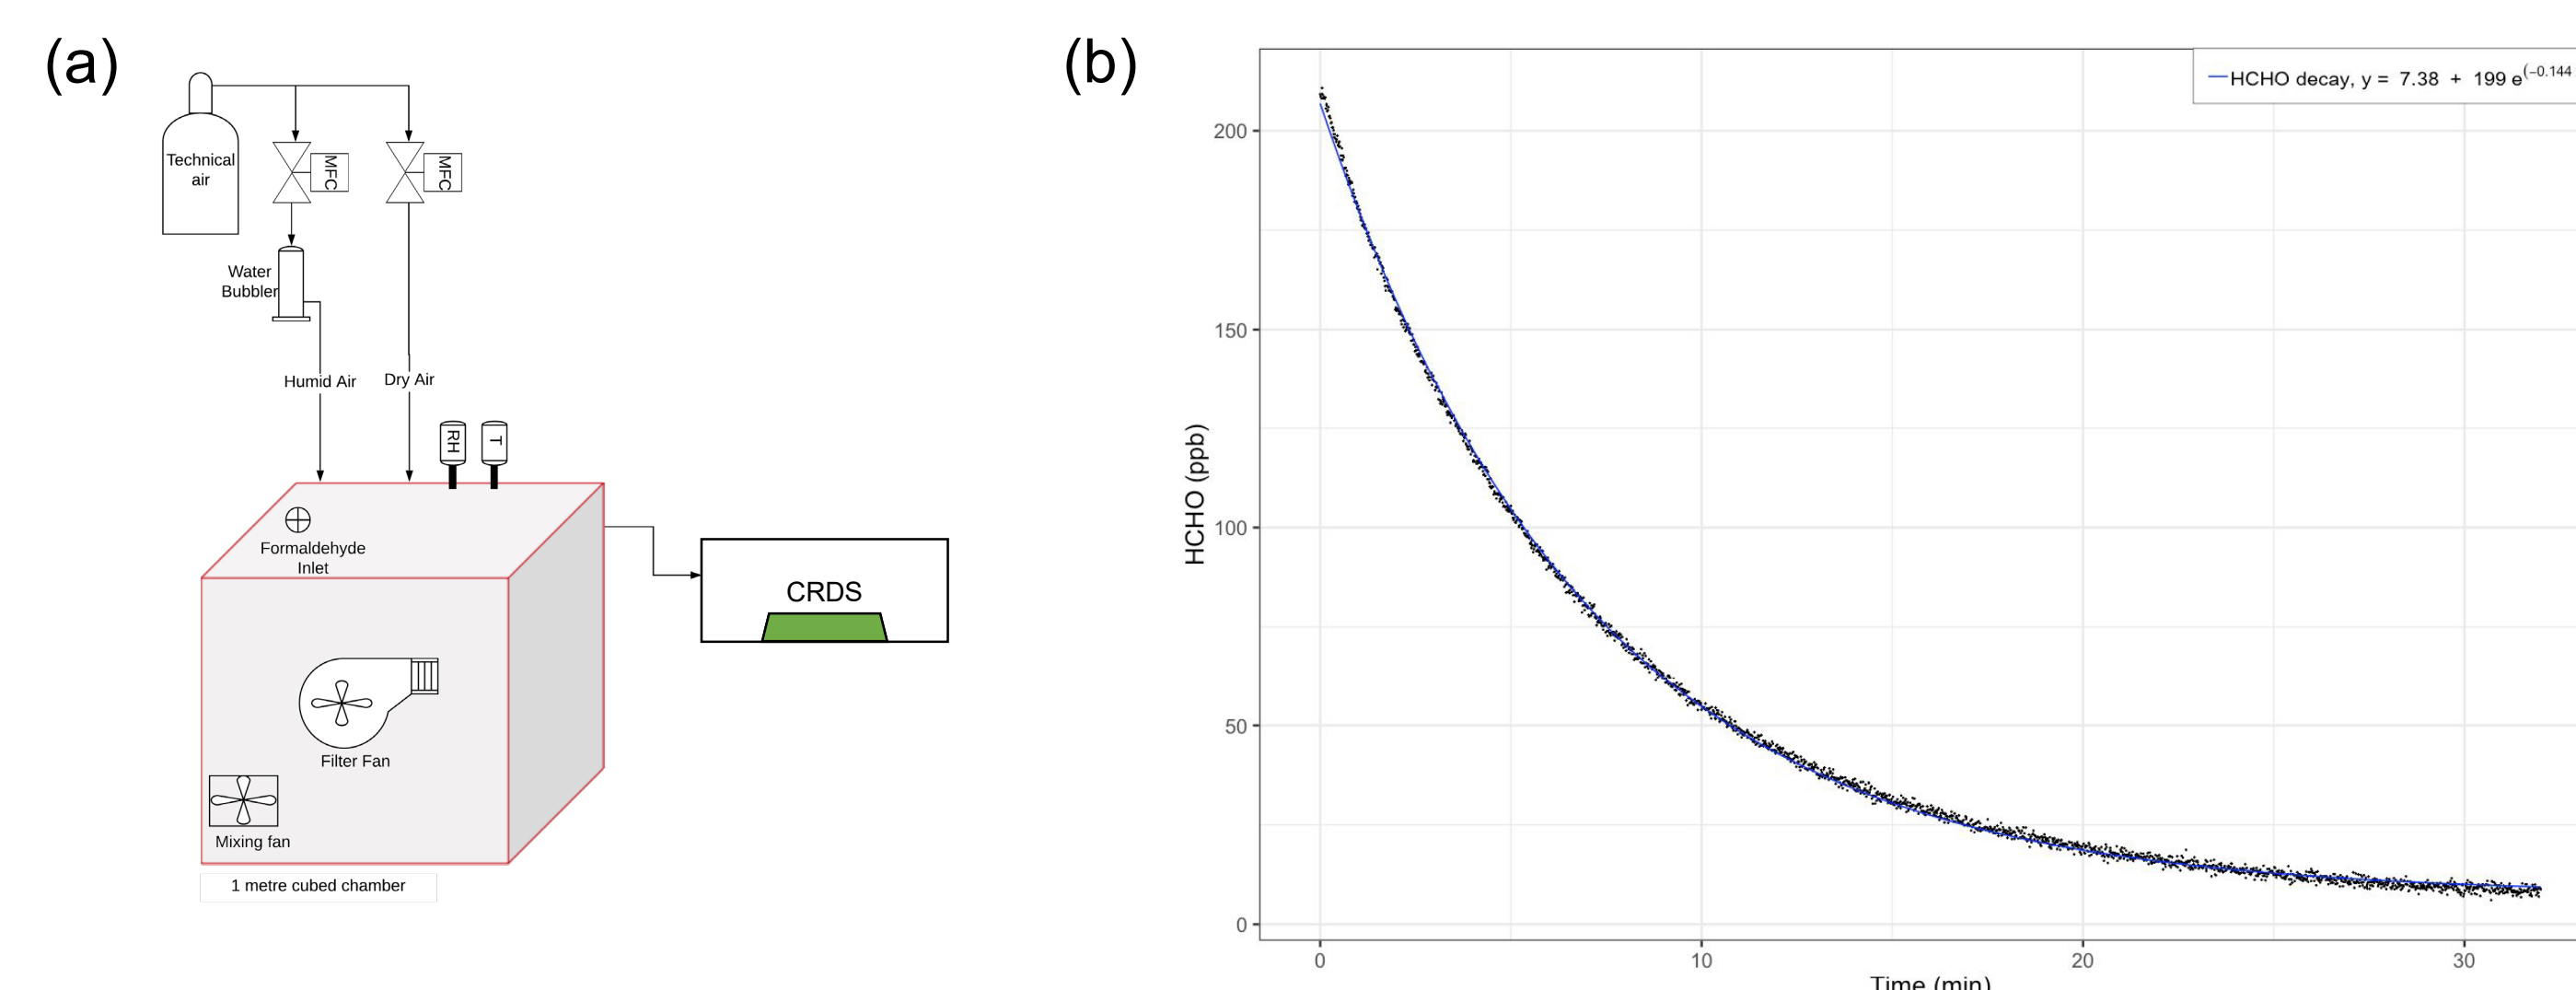 (a)
Technical
air
MFC
MFC
Water
Bubbler
Humid Air
Dry Air
RH
T
Formaldehyde
Inlet
CRDS
Filter Fan
Mixing fan
1 metre cubed chamber
(b)
HCHO decay, y = 7.38 + 199 e(−0.144
HCHO (ppb)
200
150
100
50
0
0
10
20
30
Time (min)